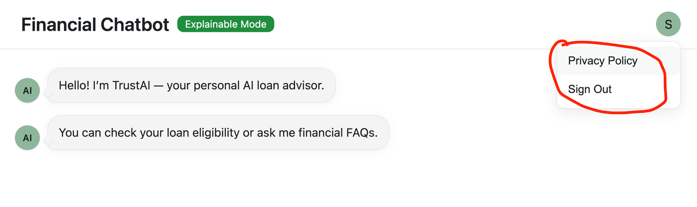 Financial Chatbot Explainable Mode S
Privacy Policy
Sign Out
AI Hello! I'm TrustAI — your personal AI loan advisor.
AI You can check your loan eligibility or ask me financial FAQs.